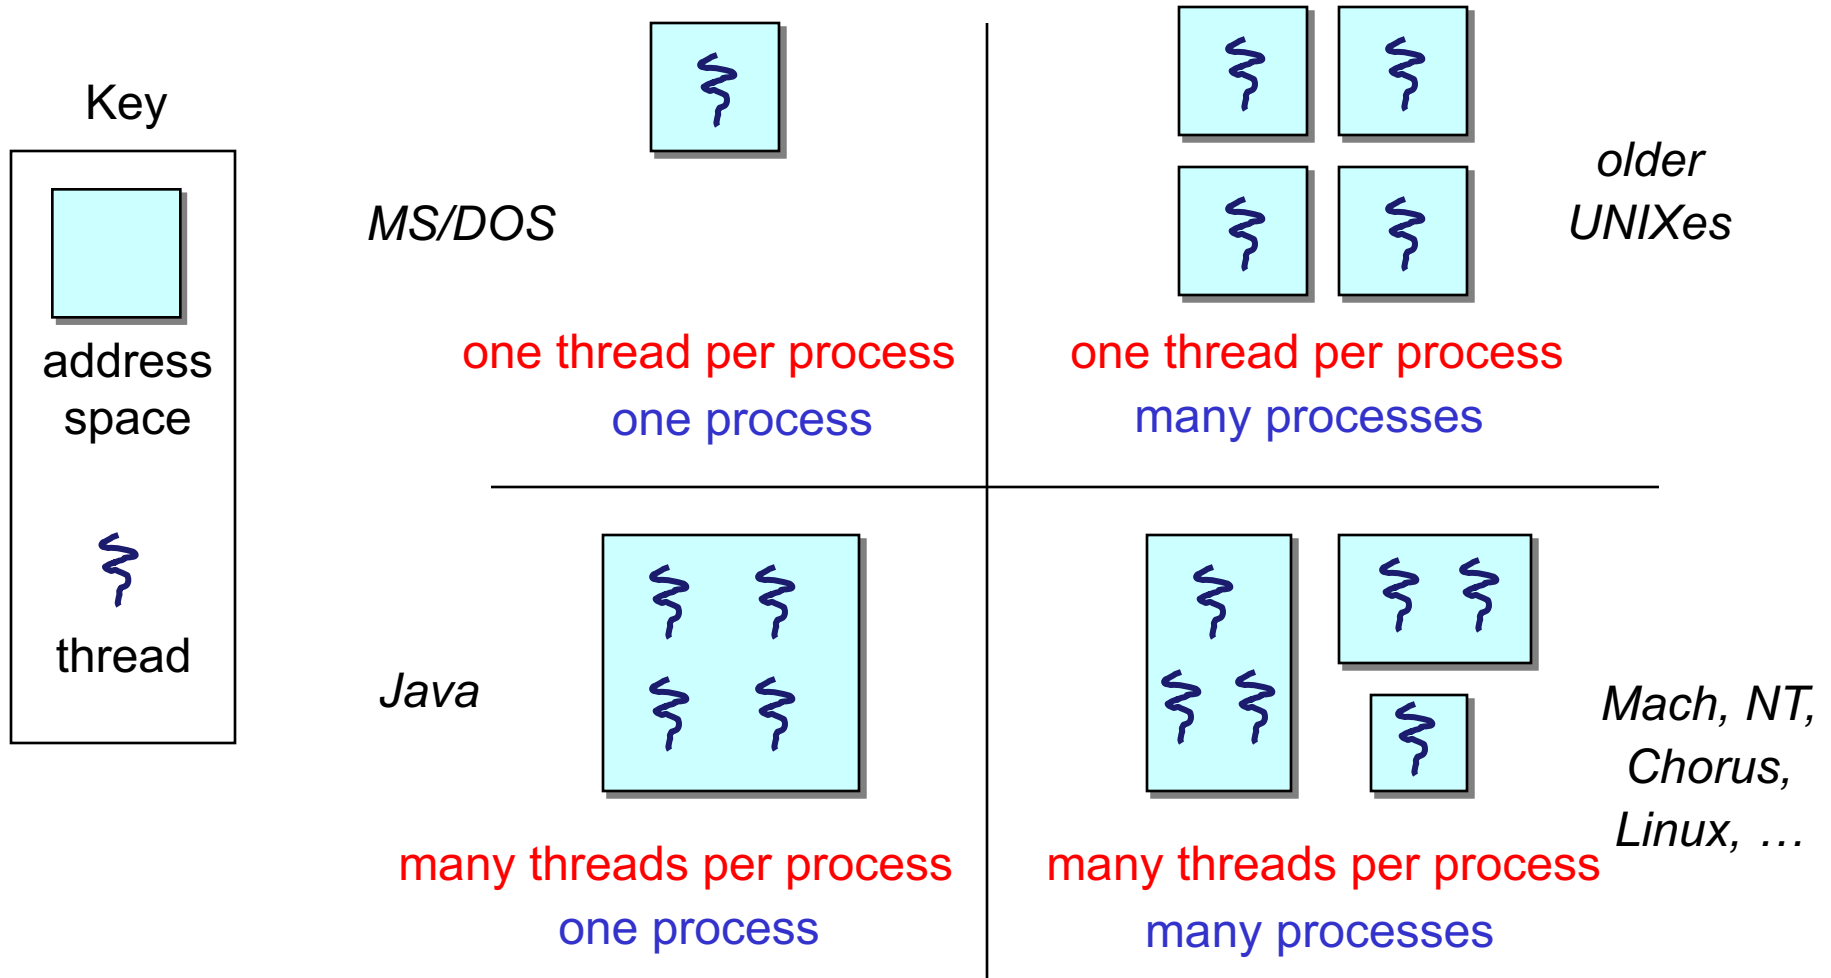 Key
address
space
thread
MS/DOS
one thread per process
one process
older
UNIXes
one thread per process
many processes
Java
many threads per process
one process
Mach, NT,
Chorus,
Linux, …
many threads per process
many processes